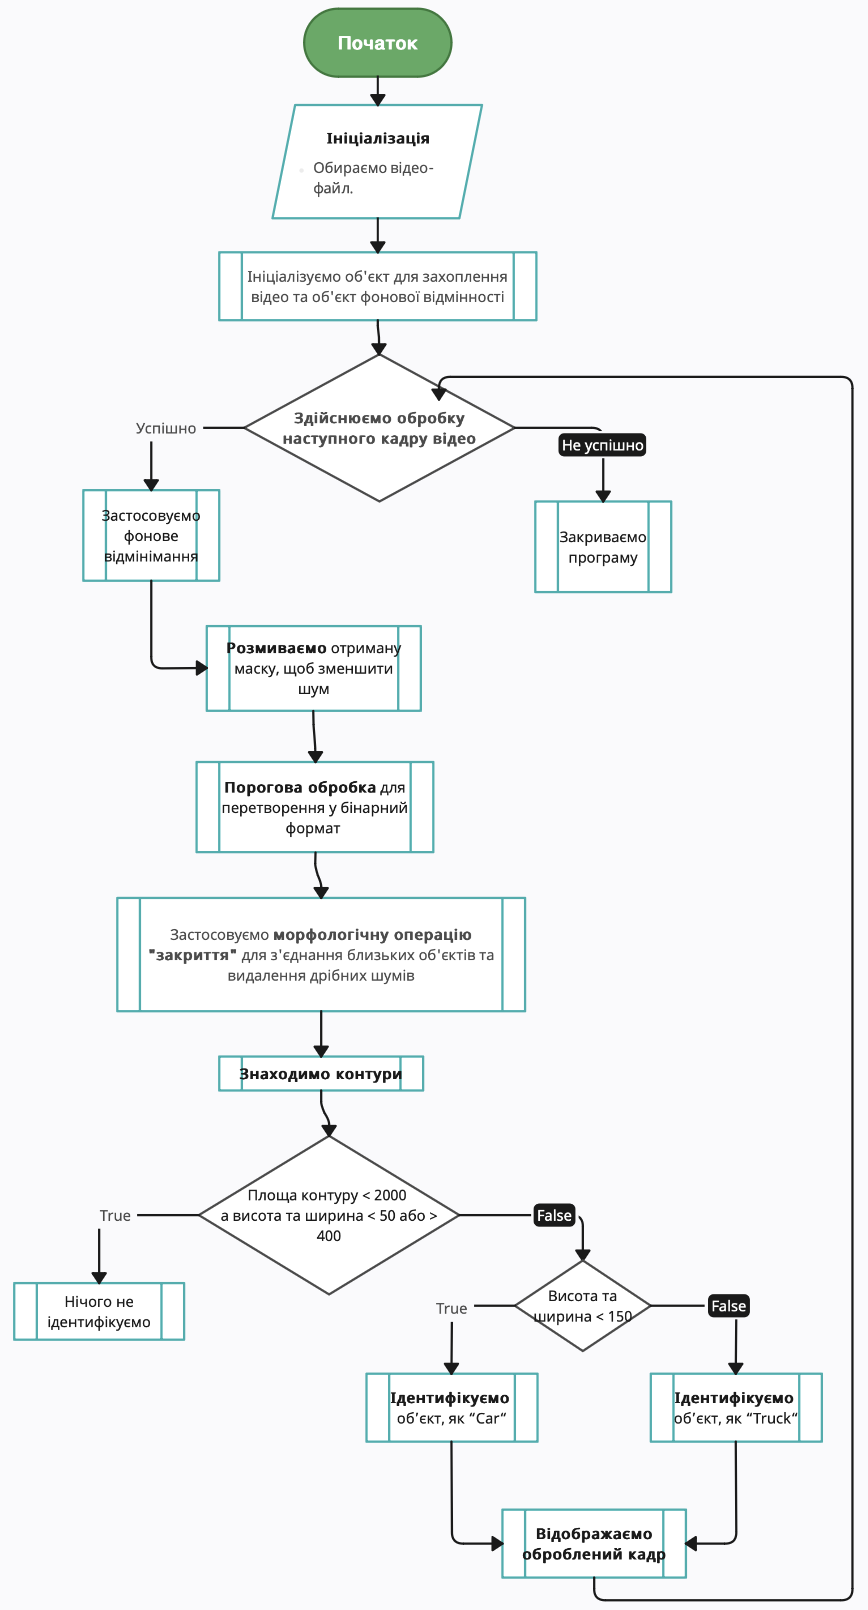 Початок
Ініціалізація
Обираємо відео-
файл.
Ініціалізуємо об'єкт для захоплення
відео та об'єкт фонової відмінності
Здійснюємо обробку
наступного кадру відео
Успішно
Не успішно
Застосовуємо
фонове
відмінімання
Закриваємо
програму
Розмиваємо отриману
маску, щоб зменшити
шум
Порогова обробка для
перетворення у бінарний
формат
Застосовуємо морфологічну операцію
"закриття" для з'єднання близьких об'єктів та
видалення дрібних шумів
Знаходимо контури
Площа контуру < 2000
а висота та ширина < 50 або >
400
True
False
Нічого не
ідентифікуємо
Висота та
ширина < 150
True
False
Ідентифікуємо
об’єкт, як “Car“
Ідентифікуємо
об’єкт, як “Truck“
Відображаємо
оброблений кадр